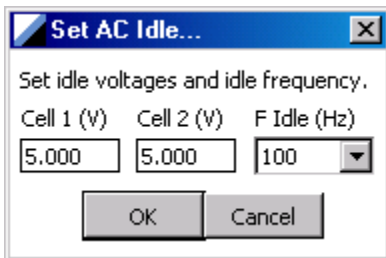 Set AC Idle...
Set idle voltages and idle frequency.
Cell 1 (V) Cell 2 (V) F Idle (Hz)
5.000 5.000 100
OK Cancel